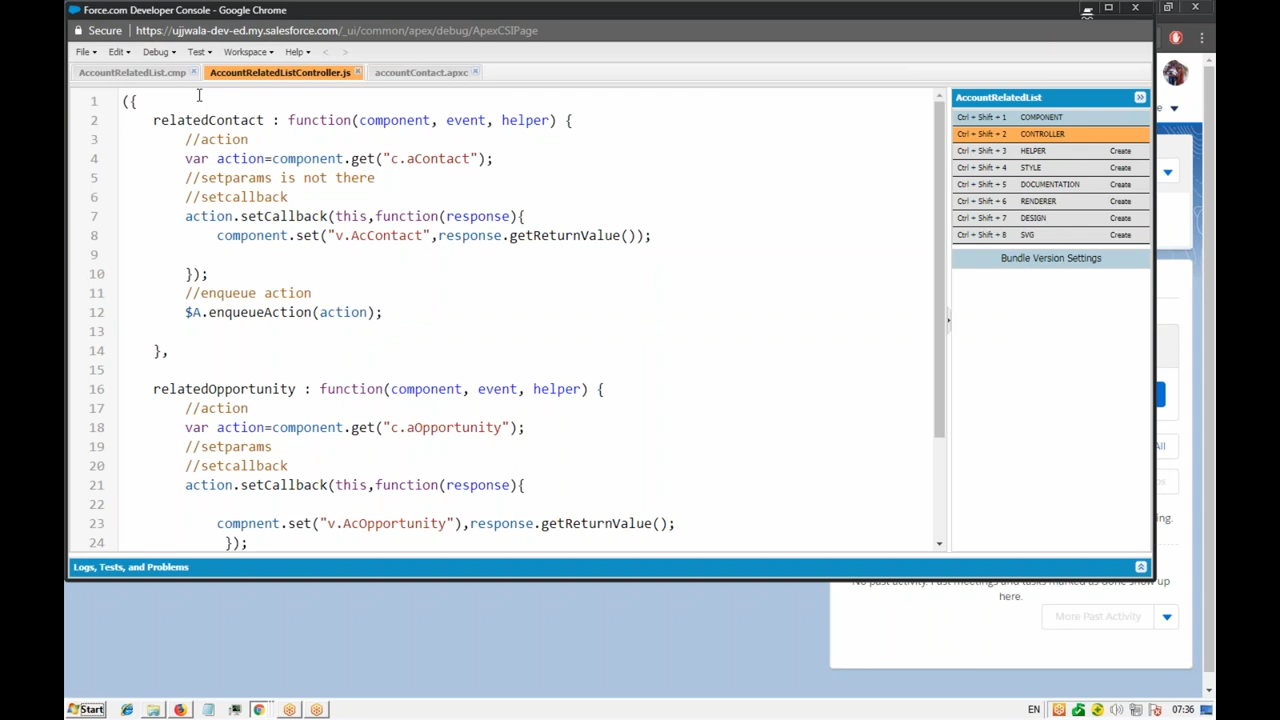 Force.com Developer Console - Google Chrome
Secure https://ujjwala-dev-ed.my.salesforce.com/_ui/common/apex/debug/ApexCSIPage
File Edit Debug Test Workspace Help < >
AccountRelatedList.cmp AccountRelatedListController.js accountContact.apxc
1 ({
2 relatedContact : function(component, event, helper) {
3 //action
4 var action=component.get("c.aContact");
5 //setparams is not there
6 //setcallback
7 action.setCallback(this,function(response){
8 component.set("v.AcContact",response.getReturnValue());
9
10 });
11 //enqueue action
12 $A.enqueueAction(action);
13
14 },
15
16 relatedOpportunity : function(component, event, helper) {
17 //action
18 var action=component.get("c.aOpportunity");
19 //setparams
20 //setcallback
21 action.setCallback(this,function(response){
22
23 compnent.set("v.AcOpportunity"),response.getReturnValue();
24 });
AccountRelatedList
Ctrl + Shift + 1 COMPONENT
Ctrl + Shift + 2 CONTROLLER
Ctrl + Shift + 3 HELPER Create
Ctrl + Shift + 4 STYLE Create
Ctrl + Shift + 5 DOCUMENTATION Create
Ctrl + Shift + 6 RENDERER Create
Ctrl + Shift + 7 DESIGN Create
Ctrl + Shift + 8 SVG Create
Bundle Version Settings
Logs, Tests, and Problems
All
No past activity. Past meetings and tasks marked as done show up
here.
More Past Activity
Start
EN 07:36